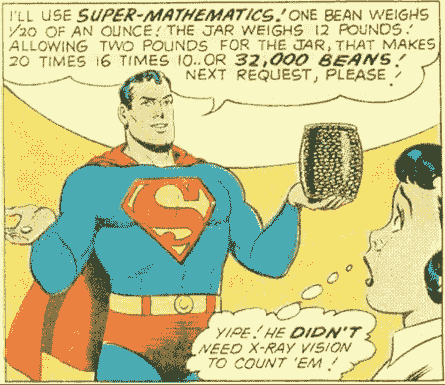 I'LL USE SUPER-MATHEMATICS! ONE BEAN WEIGHS
1/20 OF AN OUNCE! THE JAR WEIGHS 12 POUNDS!
ALLOWING TWO POUNDS FOR THE JAR, THAT MAKES
20 TIMES 16 TIMES 10.. OR 32,000 BEANS!
NEXT REQUEST, PLEASE!
S
YIPE! HE DIDN'T
NEED X-RAY VISION
TO COUNT 'EM!